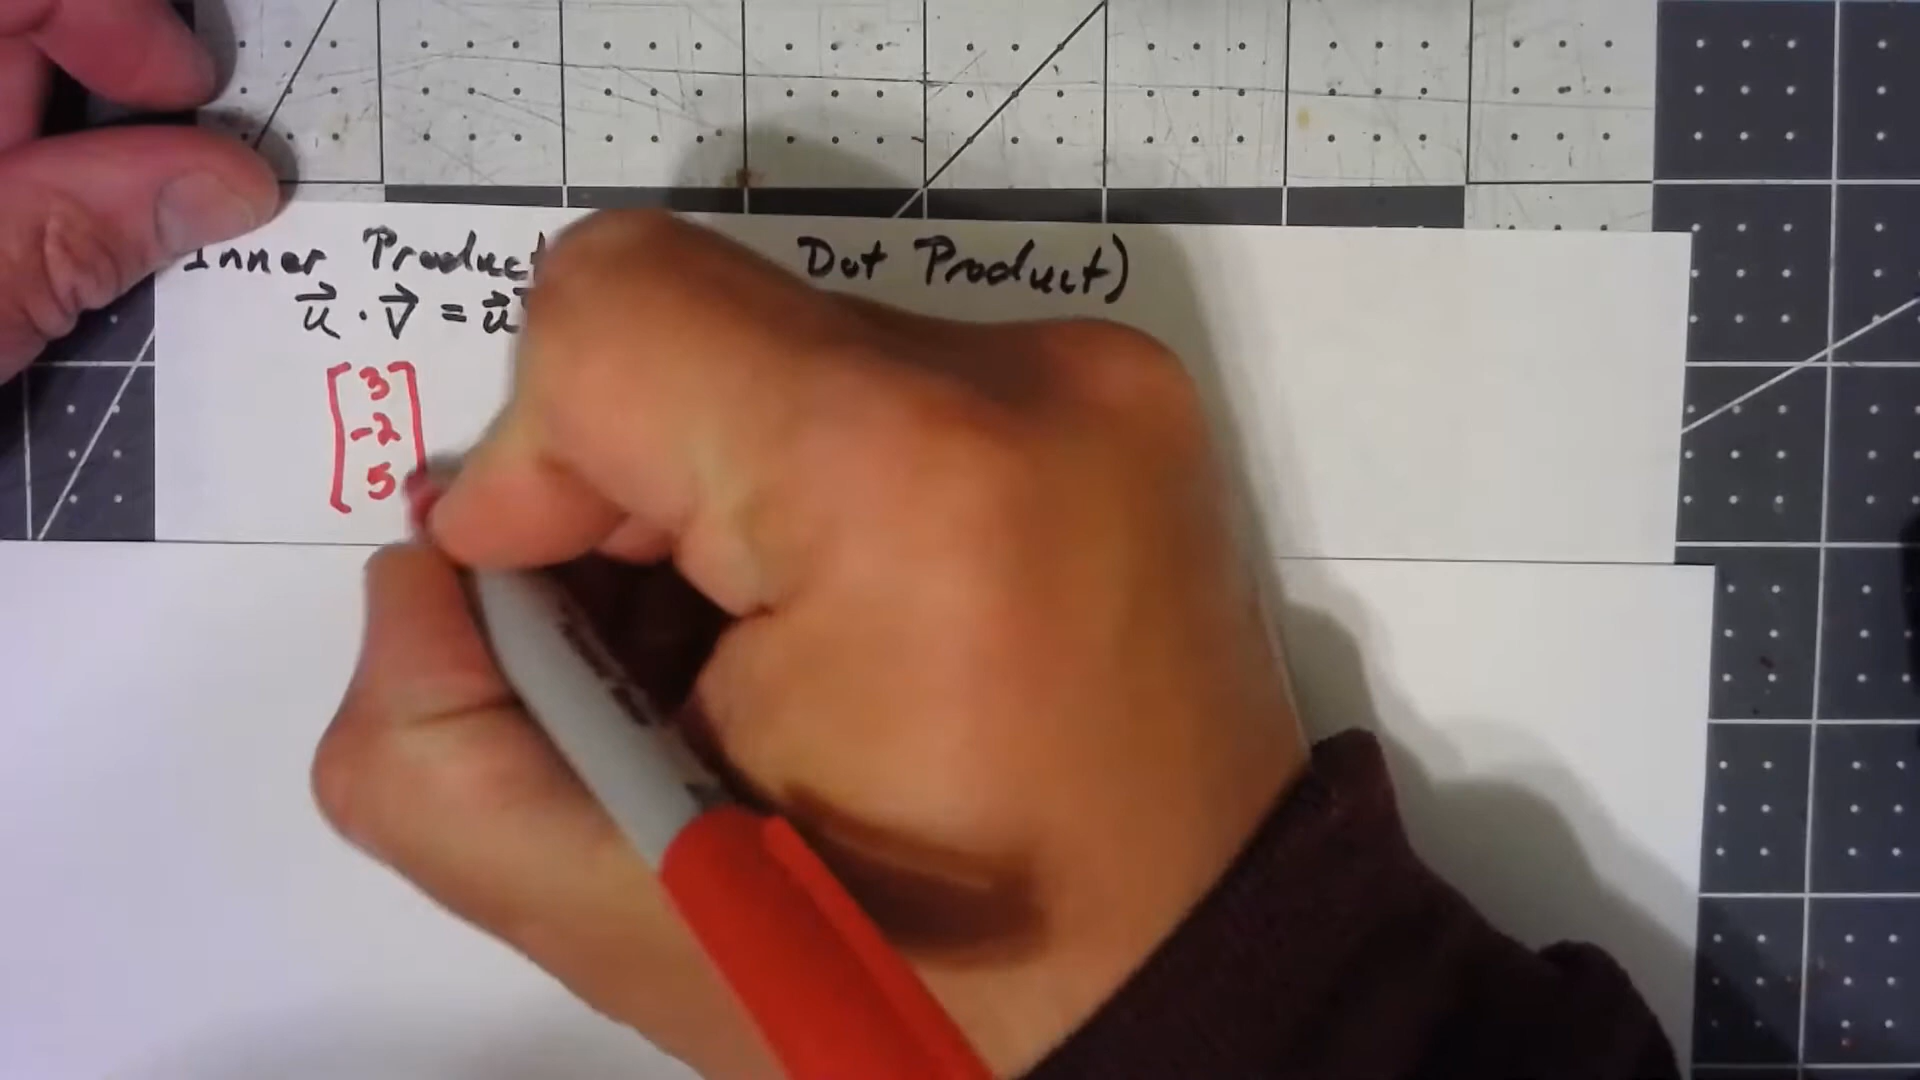 Inner Product Dot Product)
u⃗ · v⃗ = u⃗
[ 3 ]
[ -2 ]
[ 5 ]